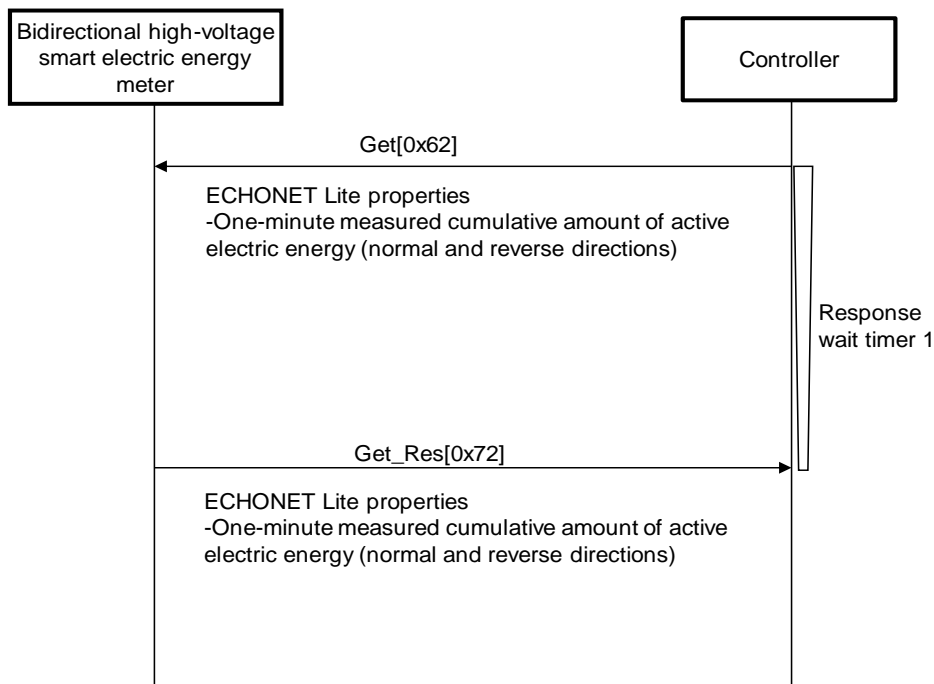 Bidirectional high-voltage
smart electric energy
meter
Controller
Get[0x62]
ECHONET Lite properties
-One-minute measured cumulative amount of active
electric energy (normal and reverse directions)
Response
wait timer 1
Get_Res[0x72]
ECHONET Lite properties
-One-minute measured cumulative amount of active
electric energy (normal and reverse directions)